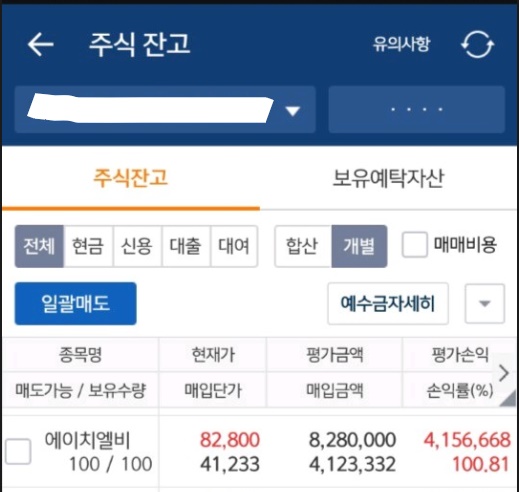 주식 잔고 유의사항
· · · ·
주식잔고 보유예탁자산
전체 현금 신용 대출 대여 합산 개별 매매비용
일괄매도 예수금자세히
종목명 현재가 평가금액 평가손익
매도가능 / 보유수량 매입단가 매입금액 손익률(%)
에이치엘비 82,800 8,280,000 4,156,668
100 / 100 41,233 4,123,332 100.81